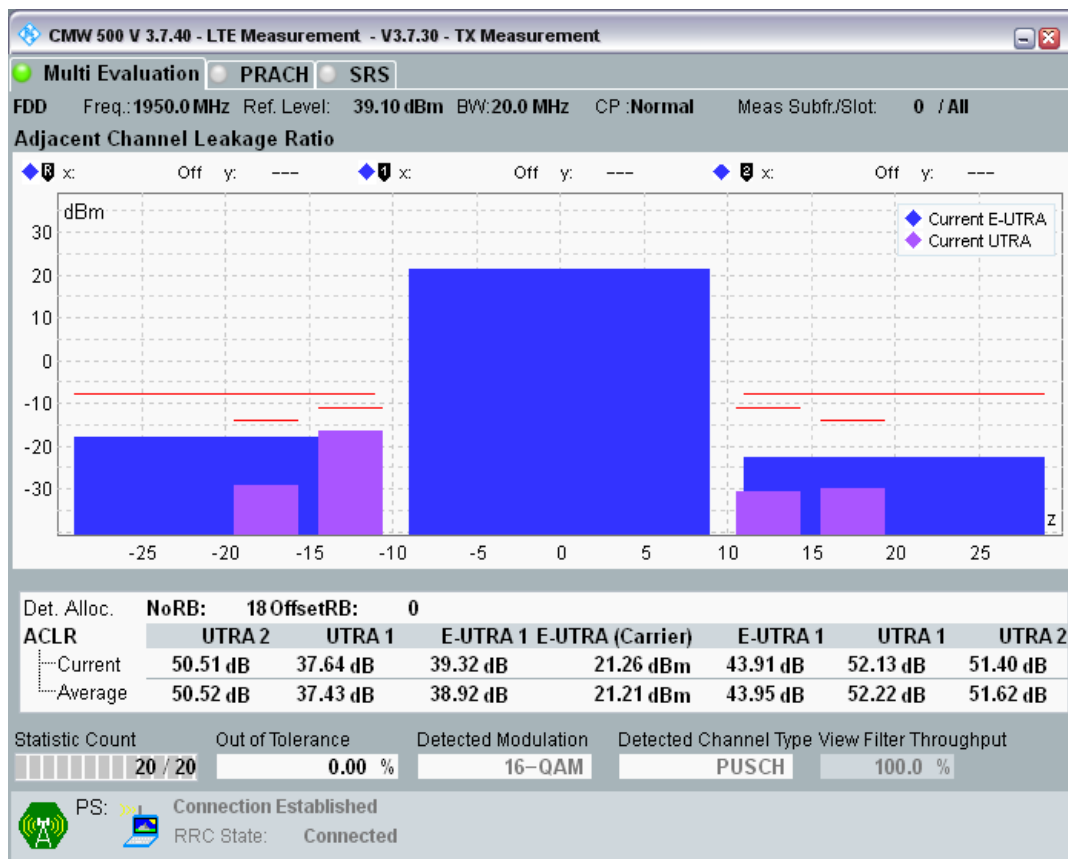 CMW 500 V 3.7.40 - LTE Measurement - V3.7.30 - TX Measurement
Multi Evaluation PRACH SRS
FDD Freq.: 1950.0 MHz Ref. Level: 39.10 dBm BW: 20.0 MHz CP : Normal Meas Subfr./Slot: 0 / All
Adjacent Channel Leakage Ratio
R x: Off y: --- 1 x: Off y: --- 2 x: Off y: ---
dBm
Current E-UTRA
Current UTRA
30
20
10
0
-10
-20
-30
z
-25 -20 -15 -10 -5 0 5 10 15 20 25
Det. Alloc. NoRB: 18 OffsetRB: 0
ACLR UTRA 2 UTRA 1 E-UTRA 1 E-UTRA (Carrier) E-UTRA 1 UTRA 1 UTRA 2
Current 50.51 dB 37.64 dB 39.32 dB 21.26 dBm 43.91 dB 52.13 dB 51.40 dB
Average 50.52 dB 37.43 dB 38.92 dB 21.21 dBm 43.95 dB 52.22 dB 51.62 dB
Statistic Count Out of Tolerance Detected Modulation Detected Channel Type View Filter Throughput
20 / 20 0.00 % 16-QAM PUSCH 100.0 %
PS: Connection Established
RRC State: Connected